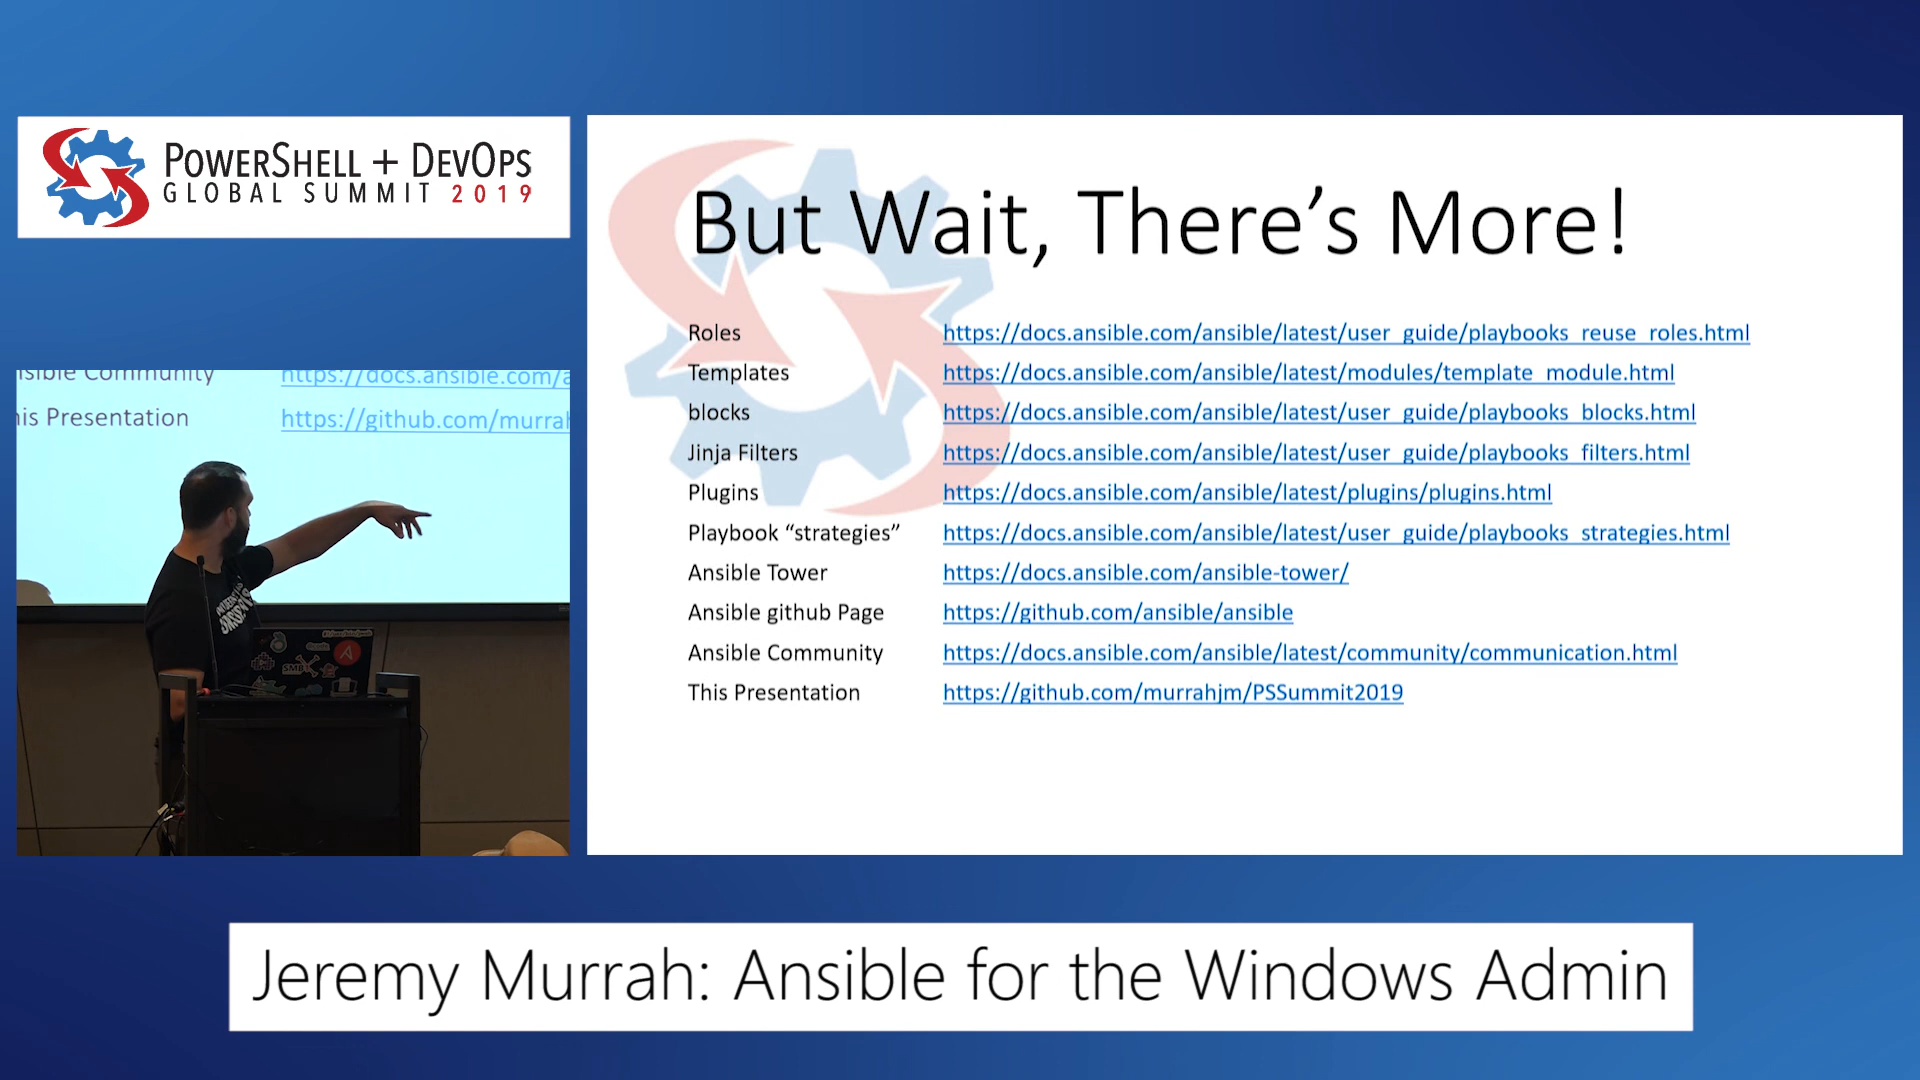 POWERSHELL + DEVOPS
GLOBAL SUMMIT 2019
But Wait, There's More!
Roles https://docs.ansible.com/ansible/latest/user_guide/playbooks_reuse_roles.html
Templates https://docs.ansible.com/ansible/latest/modules/template_module.html
blocks https://docs.ansible.com/ansible/latest/user_guide/playbooks_blocks.html
Jinja Filters https://docs.ansible.com/ansible/latest/user_guide/playbooks_filters.html
Plugins https://docs.ansible.com/ansible/latest/plugins/plugins.html
Playbook “strategies” https://docs.ansible.com/ansible/latest/user_guide/playbooks_strategies.html
Ansible Tower https://docs.ansible.com/ansible-tower/
Ansible github Page https://github.com/ansible/ansible
Ansible Community https://docs.ansible.com/ansible/latest/community/communication.html
This Presentation https://github.com/murrahjm/PSSummit2019
nsible Community https://docs.ansible.com/a
his Presentation https://github.com/murrah
SMB
Jeremy Murrah: Ansible for the Windows Admin